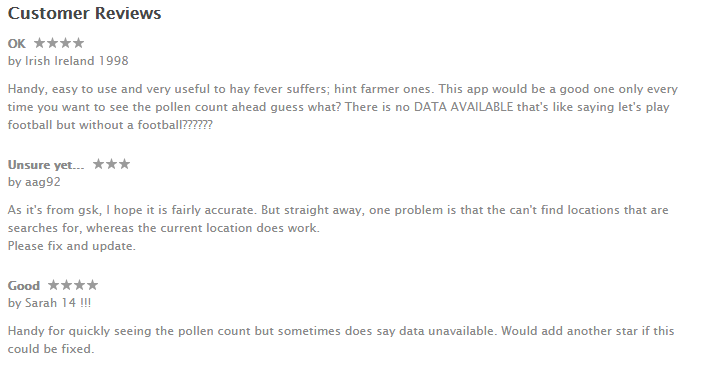 Customer Reviews
OK ★★★★
by Irish Ireland 1998
Handy, easy to use and very useful to hay fever suffers; hint farmer ones. This app would be a good one only every
time you want to see the pollen count ahead guess what? There is no DATA AVAILABLE that's like saying let's play
football but without a football??????
Unsure yet... ★★★
by aag92
As it's from gsk, I hope it is fairly accurate. But straight away, one problem is that the can't find locations that are
searches for, whereas the current location does work.
Please fix and update.
Good ★★★★
by Sarah 14 !!!
Handy for quickly seeing the pollen count but sometimes does say data unavailable. Would add another star if this
could be fixed.